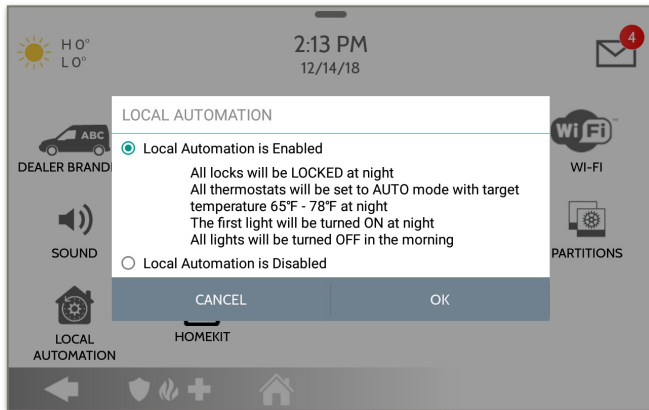 H 0°
L 0°
2:13 PM
12/14/18
4
LOCAL AUTOMATION
Local Automation is Enabled
All locks will be LOCKED at night
All thermostats will be set to AUTO mode with target
temperature 65°F - 78°F at night
The first light will be turned ON at night
All lights will be turned OFF in the morning
Local Automation is Disabled
CANCEL
OK
ABC
DEALER BRANDI
Wi Fi
WI-FI
SOUND
PARTITIONS
LOCAL
AUTOMATION
HOMEKIT